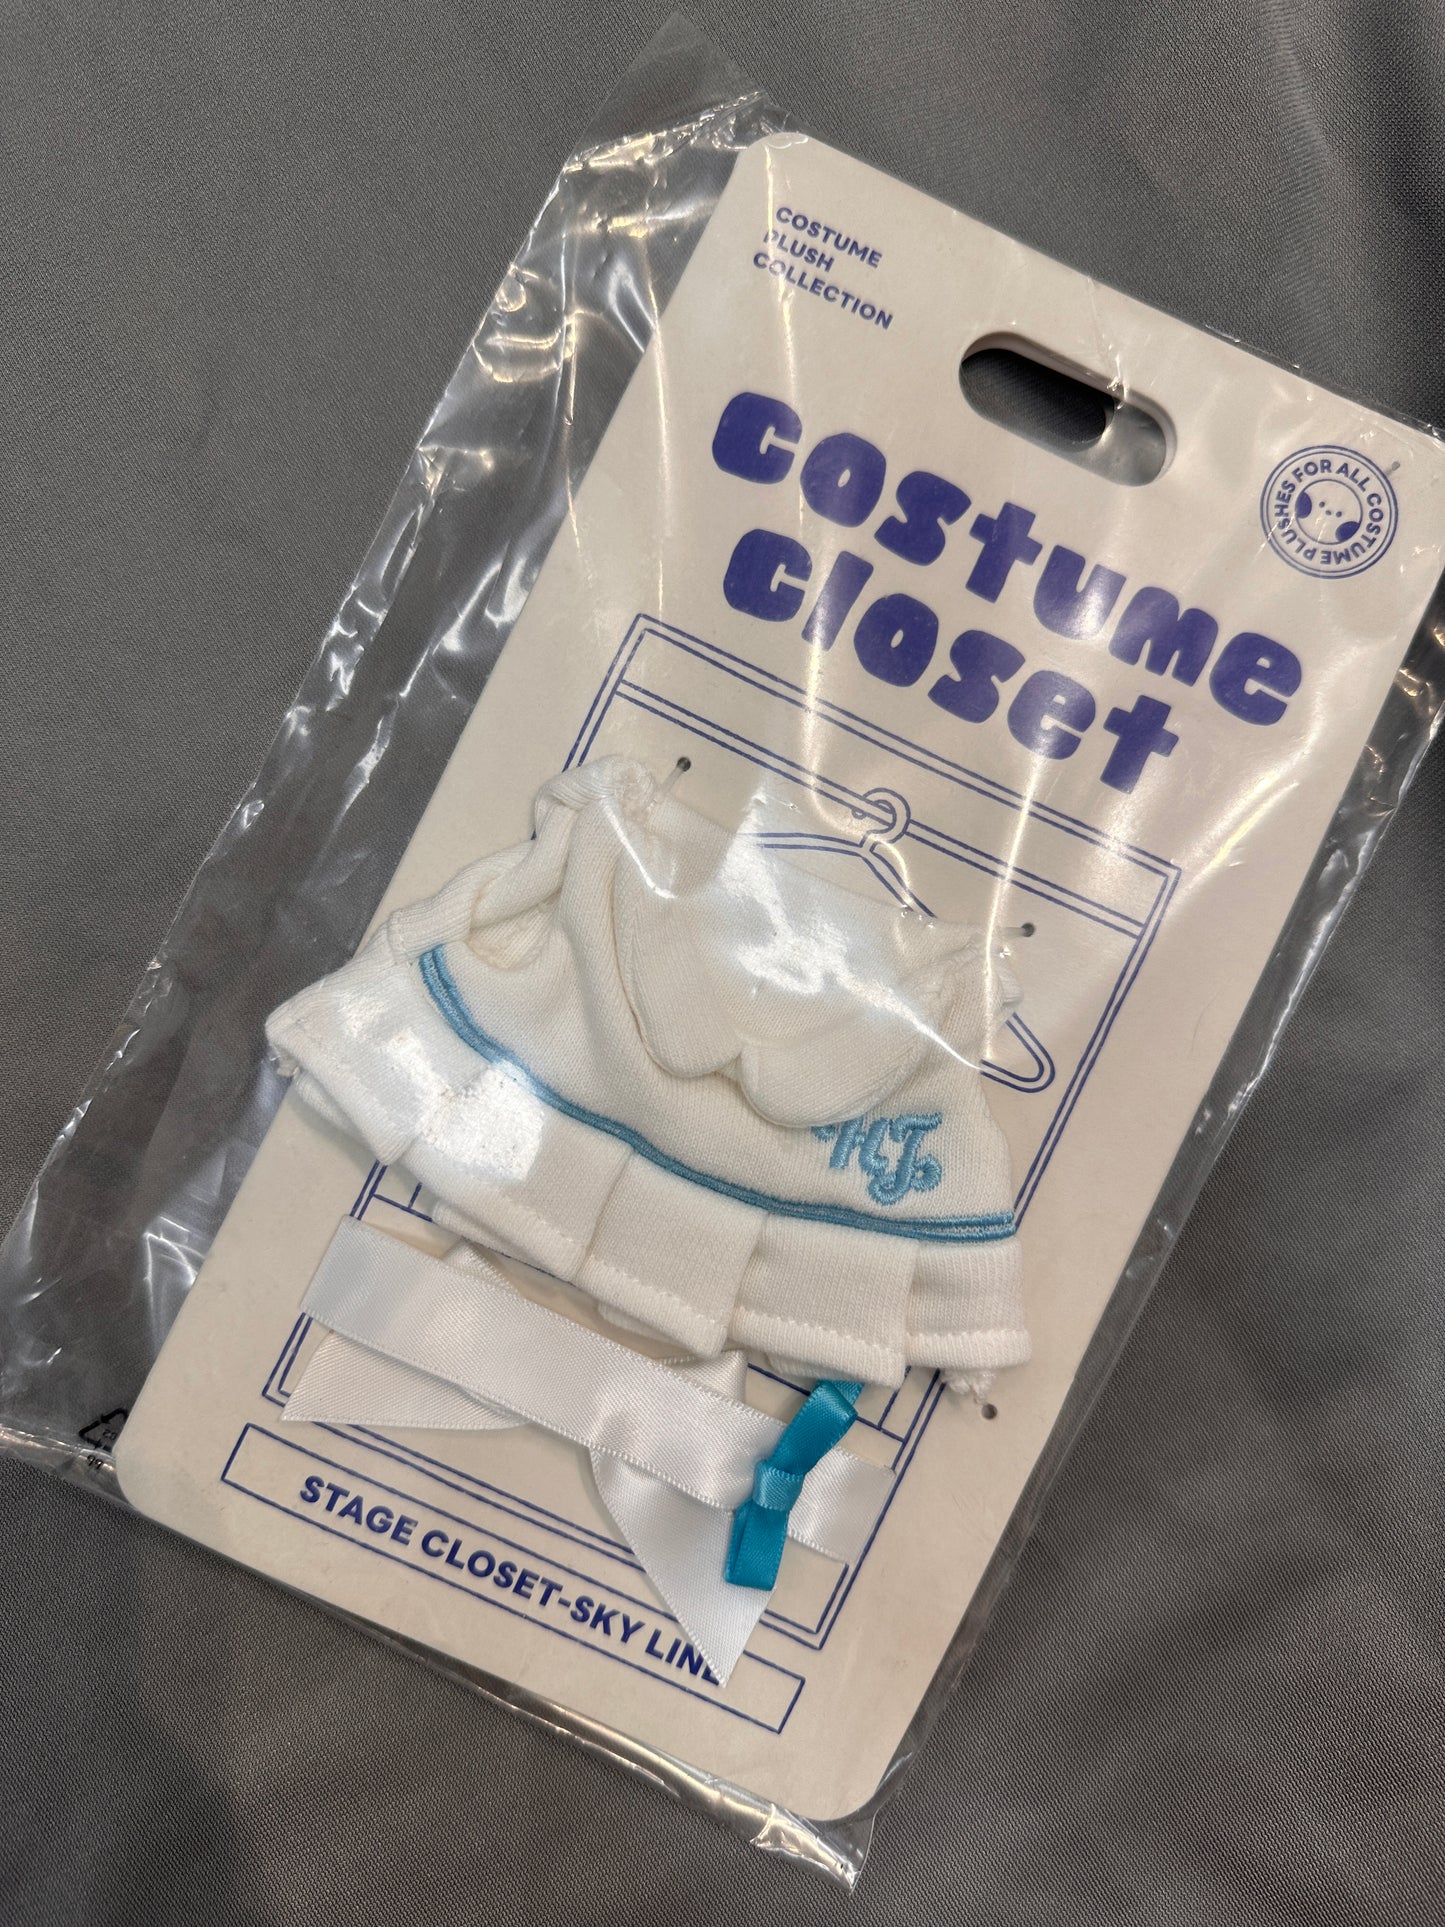 COSTUME
PLUSH
COLLECTION
costume
closet
PLUSHES FOR ALL COSTUME
HJ
STAGE CLOSET-SKY LINE